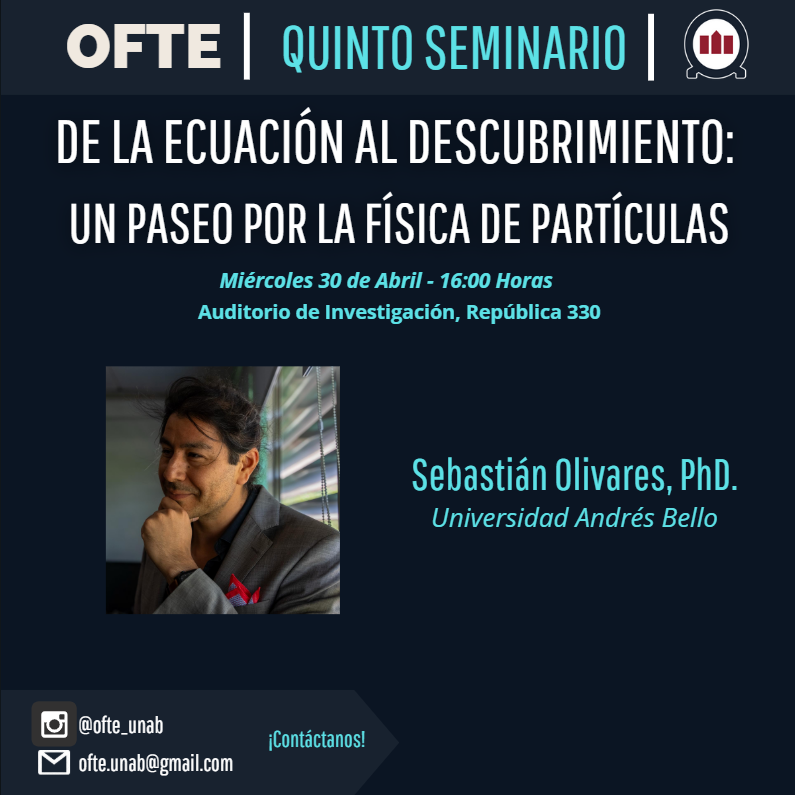 OFTE | QUINTO SEMINARIO |
DE LA ECUACIÓN AL DESCUBRIMIENTO:
UN PASEO POR LA FÍSICA DE PARTÍCULAS
Miércoles 30 de Abril - 16:00 Horas
Auditorio de Investigación, República 330
Sebastián Olivares, PhD.
Universidad Andrés Bello
@ofte_unab
¡Contáctanos!
ofte.unab@gmail.com